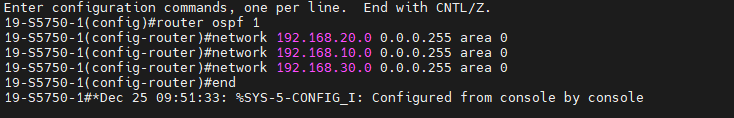 Enter configuration commands, one per line.  End with CNTL/Z.
19-S5750-1(config)#router ospf 1
19-S5750-1(config-router)#network 192.168.20.0 0.0.0.255 area 0
19-S5750-1(config-router)#network 192.168.10.0 0.0.0.255 area 0
19-S5750-1(config-router)#network 192.168.30.0 0.0.0.255 area 0
19-S5750-1(config-router)#end
19-S5750-1#*Dec 25 09:51:33: %SYS-5-CONFIG_I: Configured from console by console